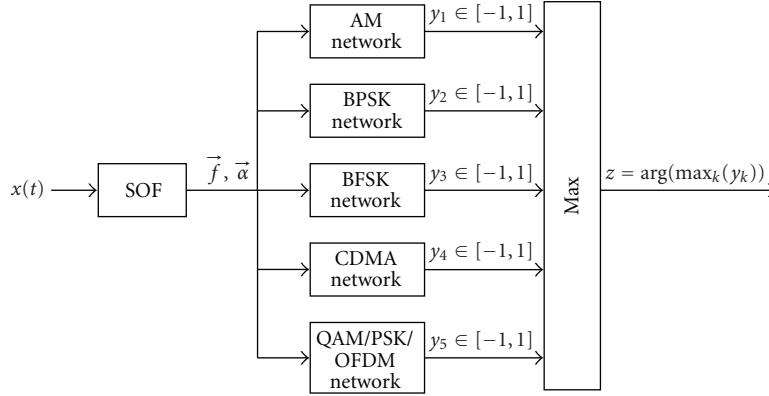 AM
network
y₁ ∈ [−1, 1]
BPSK
network
y₂ ∈ [−1, 1]
x(t)
SOF
f⃗, α⃗
BFSK
network
y₃ ∈ [−1, 1]
Max
z = arg(maxₖ(yₖ))
CDMA
network
y₄ ∈ [−1, 1]
QAM/PSK/
OFDM
network
y₅ ∈ [−1, 1]